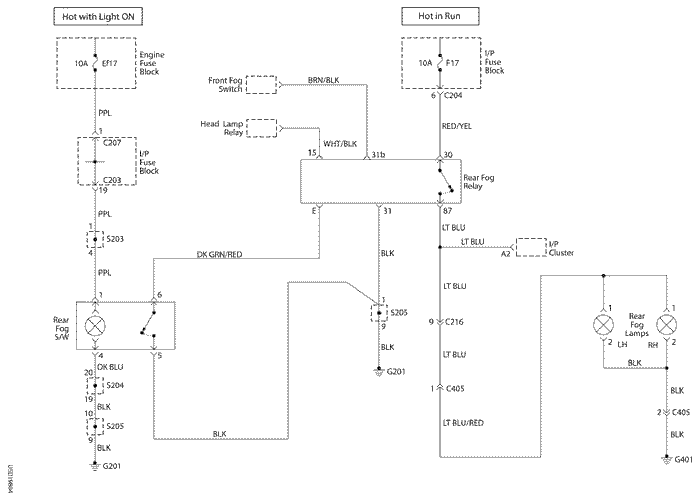 Hot with Light ON
Hot in Run
10A
Ef17
Engine
Fuse
Block
10A
F17
I/P
Fuse
Block
Front Fog
Switch
BRN/BLK
6
C204
PPL
RED/YEL
Head Lamp
Relay
WHT/BLK
1
C207
I/P
Fuse
Block
C203
19
15
31b
30
Rear Fog
Relay
E
31
87
PPL
1
S203
4
LT BLU
LT BLU
A2
I/P
Cluster
DK GRN/RED
BLK
PPL
LT BLU
1
6
Rear
Fog
S/W
4
5
1
S205
9
BLK
G201
9
C216
1
2
LH
Rear
Fog
Lamps
1
2
RH
BLK
DK BLU
20
S204
19
BLK
10
S205
9
BLK
G201
BLK
LT BLU
1
C405
LT BLU/RED
BLK
2
C405
BLK
G401